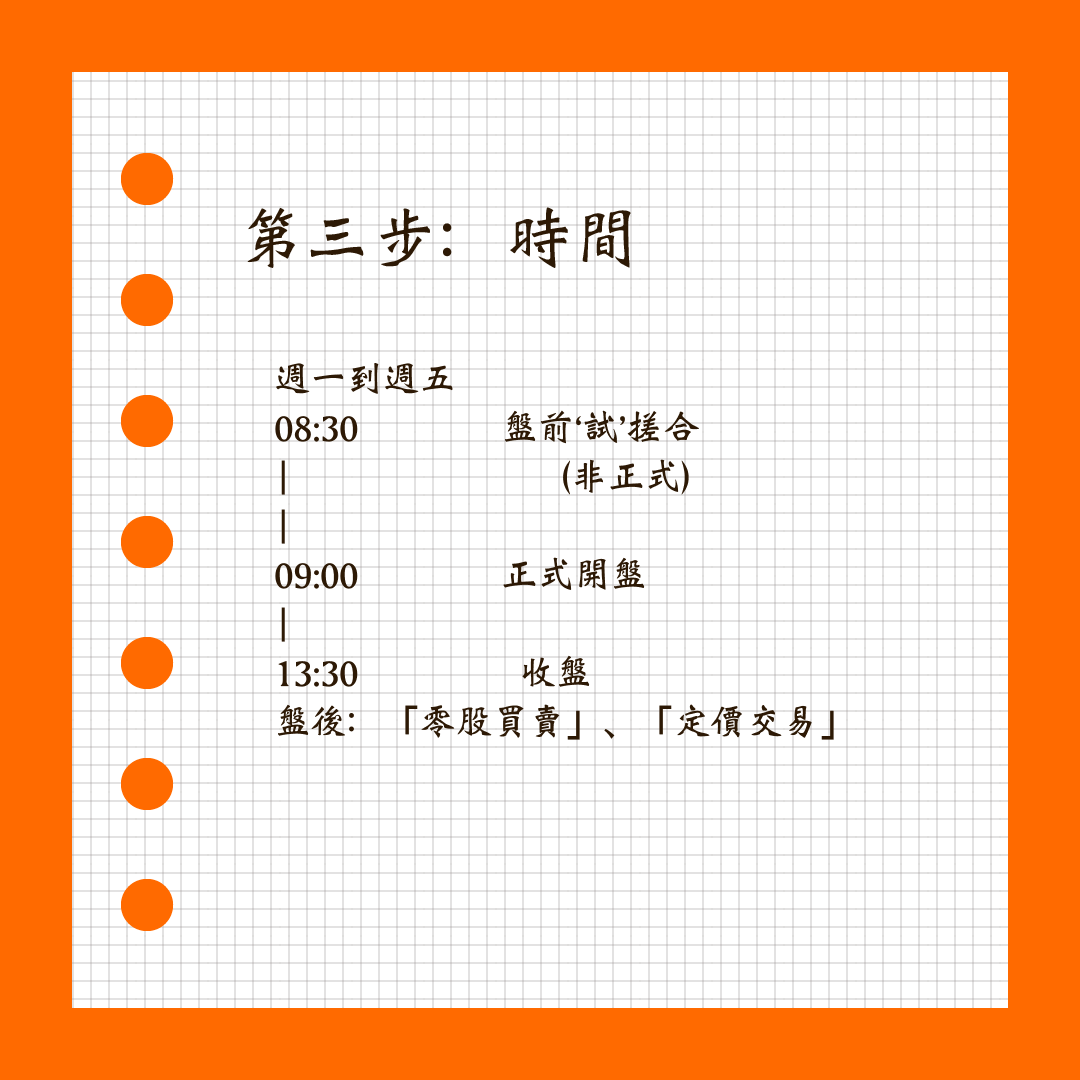 第三步: 時間
週一到週五
08:30 盤前‘試’搓合
| (非正式)
|
09:00 正式開盤
|
13:30 收盤
盤後: 「零股買賣」、「定價交易」